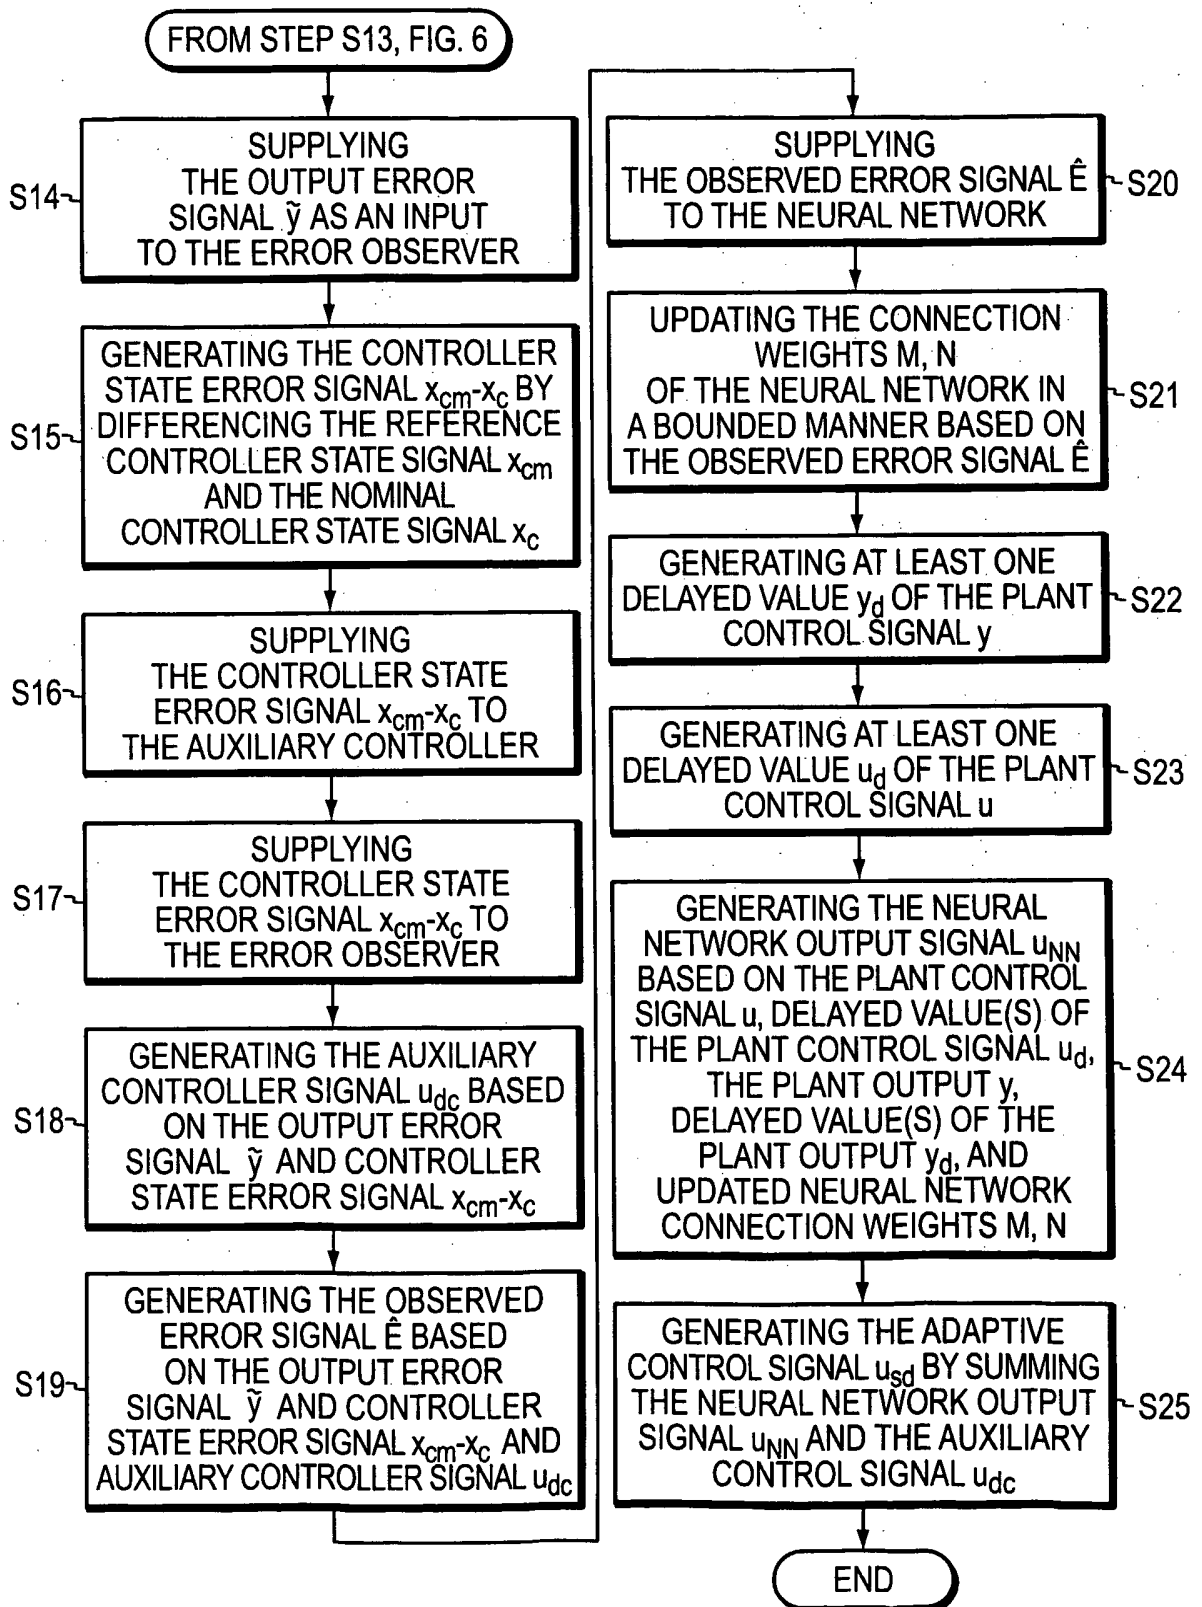 FROM STEP S13, FIG. 6
S14
SUPPLYING
THE OUTPUT ERROR
SIGNAL ỹ AS AN INPUT
TO THE ERROR OBSERVER
S15
GENERATING THE CONTROLLER
STATE ERROR SIGNAL xcm-xc BY
DIFFERENCING THE REFERENCE
CONTROLLER STATE SIGNAL xcm
AND THE NOMINAL
CONTROLLER STATE SIGNAL xc
S16
SUPPLYING
THE CONTROLLER STATE
ERROR SIGNAL xcm-xc TO
THE AUXILIARY CONTROLLER
S17
SUPPLYING
THE CONTROLLER STATE
ERROR SIGNAL xcm-xc TO
THE ERROR OBSERVER
S18
GENERATING THE AUXILIARY
CONTROLLER SIGNAL udc BASED
ON THE OUTPUT ERROR
SIGNAL ỹ AND CONTROLLER
STATE ERROR SIGNAL xcm-xc
S19
GENERATING THE OBSERVED
ERROR SIGNAL Ê BASED
ON THE OUTPUT ERROR
SIGNAL ỹ AND CONTROLLER
STATE ERROR SIGNAL xcm-xc AND
AUXILIARY CONTROLLER SIGNAL udc
SUPPLYING
THE OBSERVED ERROR SIGNAL Ê
TO THE NEURAL NETWORK
S20
UPDATING THE CONNECTION
WEIGHTS M, N
OF THE NEURAL NETWORK IN
A BOUNDED MANNER BASED ON
THE OBSERVED ERROR SIGNAL Ê
S21
GENERATING AT LEAST ONE
DELAYED VALUE yd OF THE PLANT
CONTROL SIGNAL y
S22
GENERATING AT LEAST ONE
DELAYED VALUE ud OF THE PLANT
CONTROL SIGNAL u
S23
GENERATING THE NEURAL
NETWORK OUTPUT SIGNAL uNN
BASED ON THE PLANT CONTROL
SIGNAL u, DELAYED VALUE(S) OF
THE PLANT CONTROL SIGNAL ud,
THE PLANT OUTPUT y,
DELAYED VALUE(S) OF THE
PLANT OUTPUT yd, AND
UPDATED NEURAL NETWORK
CONNECTION WEIGHTS M, N
S24
GENERATING THE ADAPTIVE
CONTROL SIGNAL usd BY SUMMING
THE NEURAL NETWORK OUTPUT
SIGNAL uNN AND THE AUXILIARY
CONTROL SIGNAL udc
S25
END